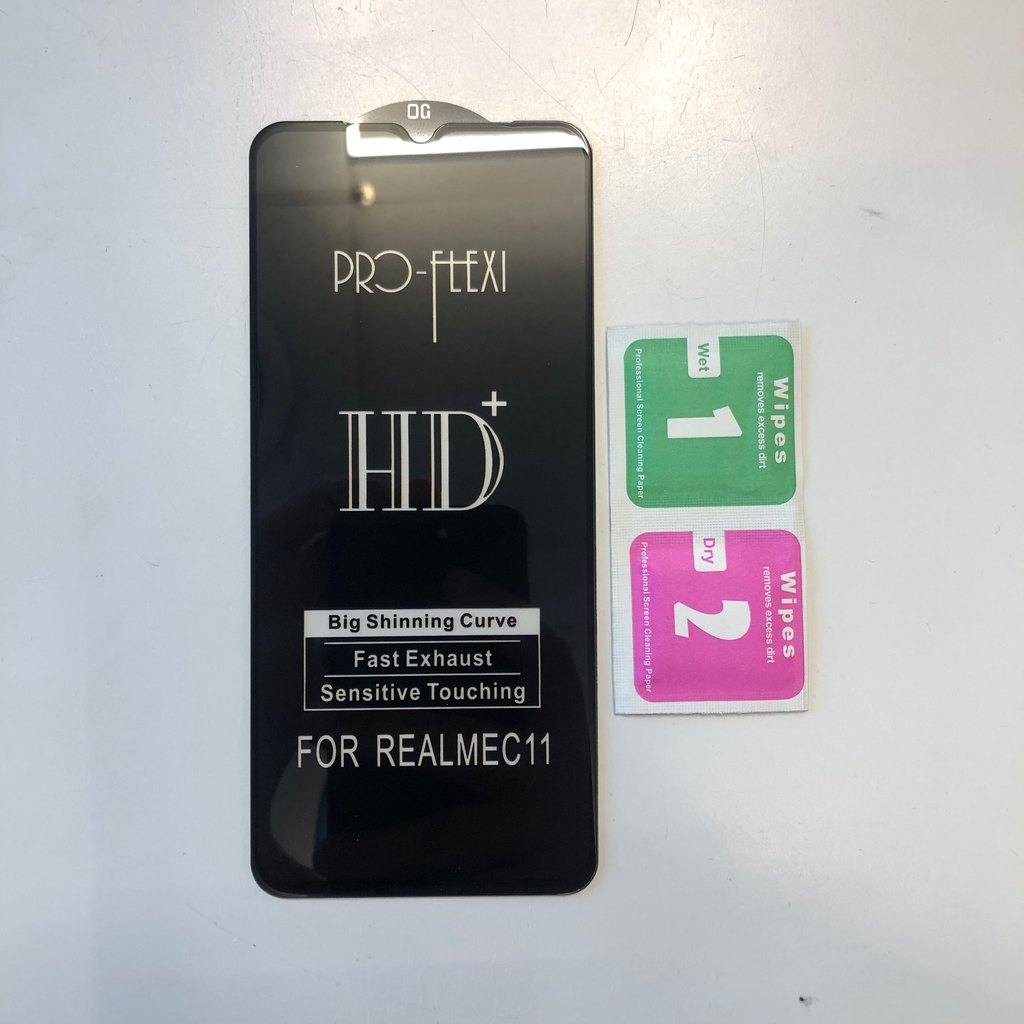 OG
PRO-FLEXI
HD+
Big Shinning Curve
Fast Exhaust
Sensitive Touching
FOR REALMEC11
Wipes
removes excess dirt
Wet
1
Professional Screen Cleaning Paper
Wipes
removes excess dirt
Dry
2
Professional Screen Cleaning Paper